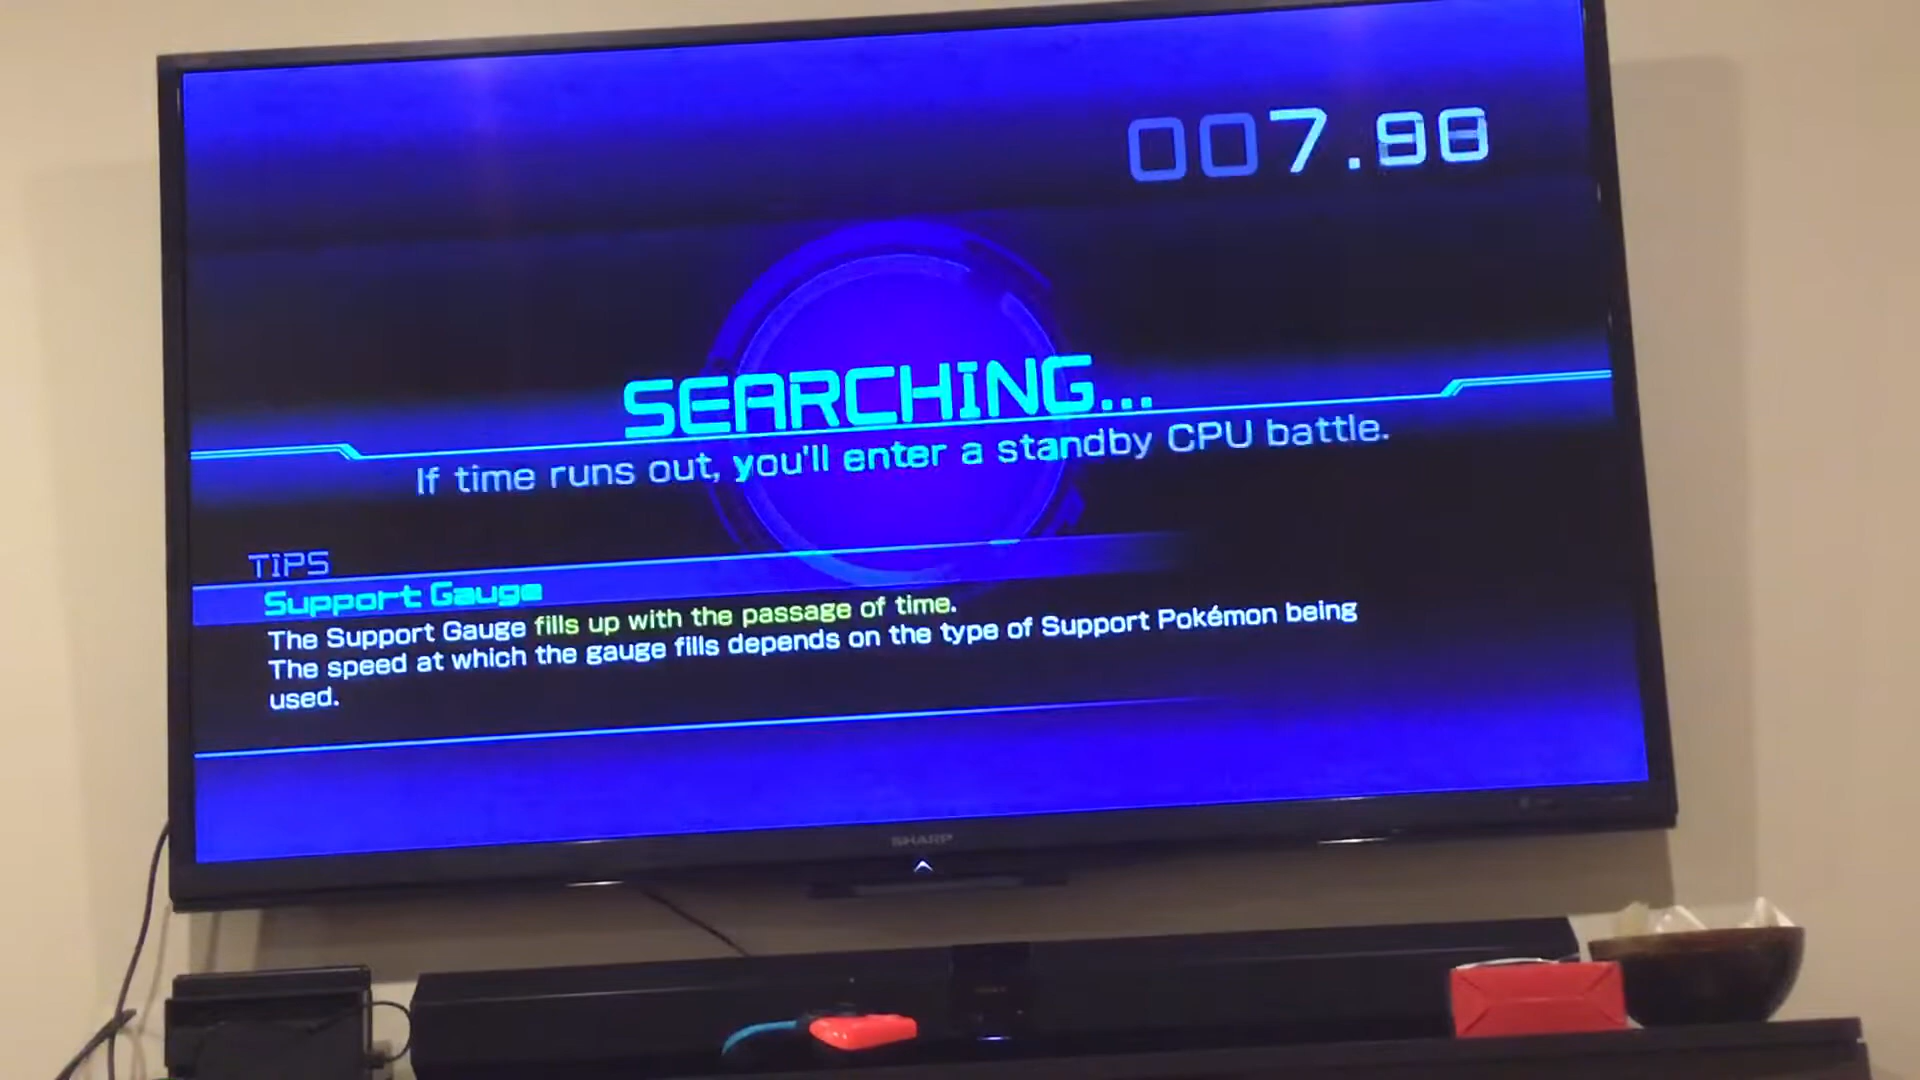 007.98
SEARCHING...
If time runs out, you'll enter a standby CPU battle.
TIPS
Support Gauge
The Support Gauge fills up with the passage of time.
The speed at which the gauge fills depends on the type of Support Pokémon being
used.
SHARP